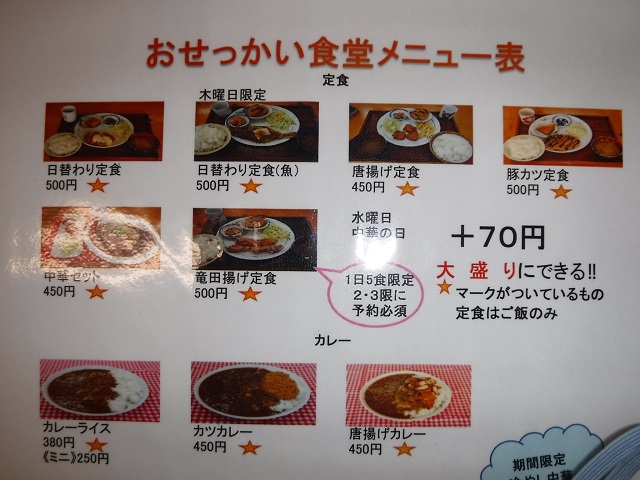 おせっかい食堂メニュー表
定食
木曜日限定
日替わり定食
500円 ★
日替わり定食(魚)
500円 ★
唐揚げ定食
450円 ★
豚カツ定食
500円 ★
中華セット
450円 ★
竜田揚げ定食
500円 ★
水曜日
中華の日
1日5食限定
2・3限に
予約必須
+70円
大盛りにできる!!
★マークがついているもの
定食はご飯のみ
カレー
カレーライス
380円 ★
《ミニ》250円
カツカレー
450円 ★
唐揚げカレー
450円 ★
期間限定
冷めし中華